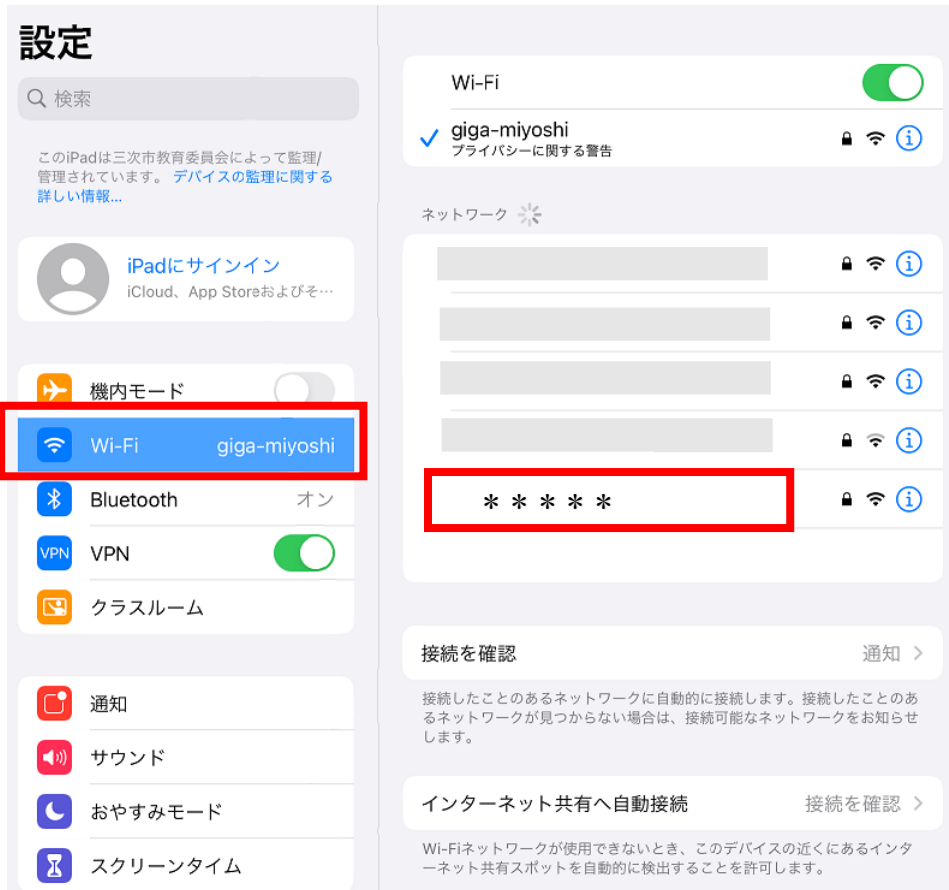 設定
検索
このiPadは三次市教育委員会によって監理/
管理されています。 デバイスの監理に関する
詳しい情報...
iPadにサインイン
iCloud、App Storeおよびそ…
機内モード
Wi-Fi giga-miyoshi
Bluetooth オン
VPN VPN
クラスルーム
通知
サウンド
おやすみモード
スクリーンタイム
Wi-Fi
giga-miyoshi
プライバシーに関する警告
ネットワーク
＊＊＊＊＊
接続を確認 通知
接続したことのあるネットワークに自動的に接続します。接続したことのあ
るネットワークが見つからない場合は、接続可能なネットワークをお知らせ
します。
インターネット共有へ自動接続 接続を確認
Wi-Fiネットワークが使用できないとき、このデバイスの近くにあるインタ
ーネット共有スポットを自動的に検出することを許可します。